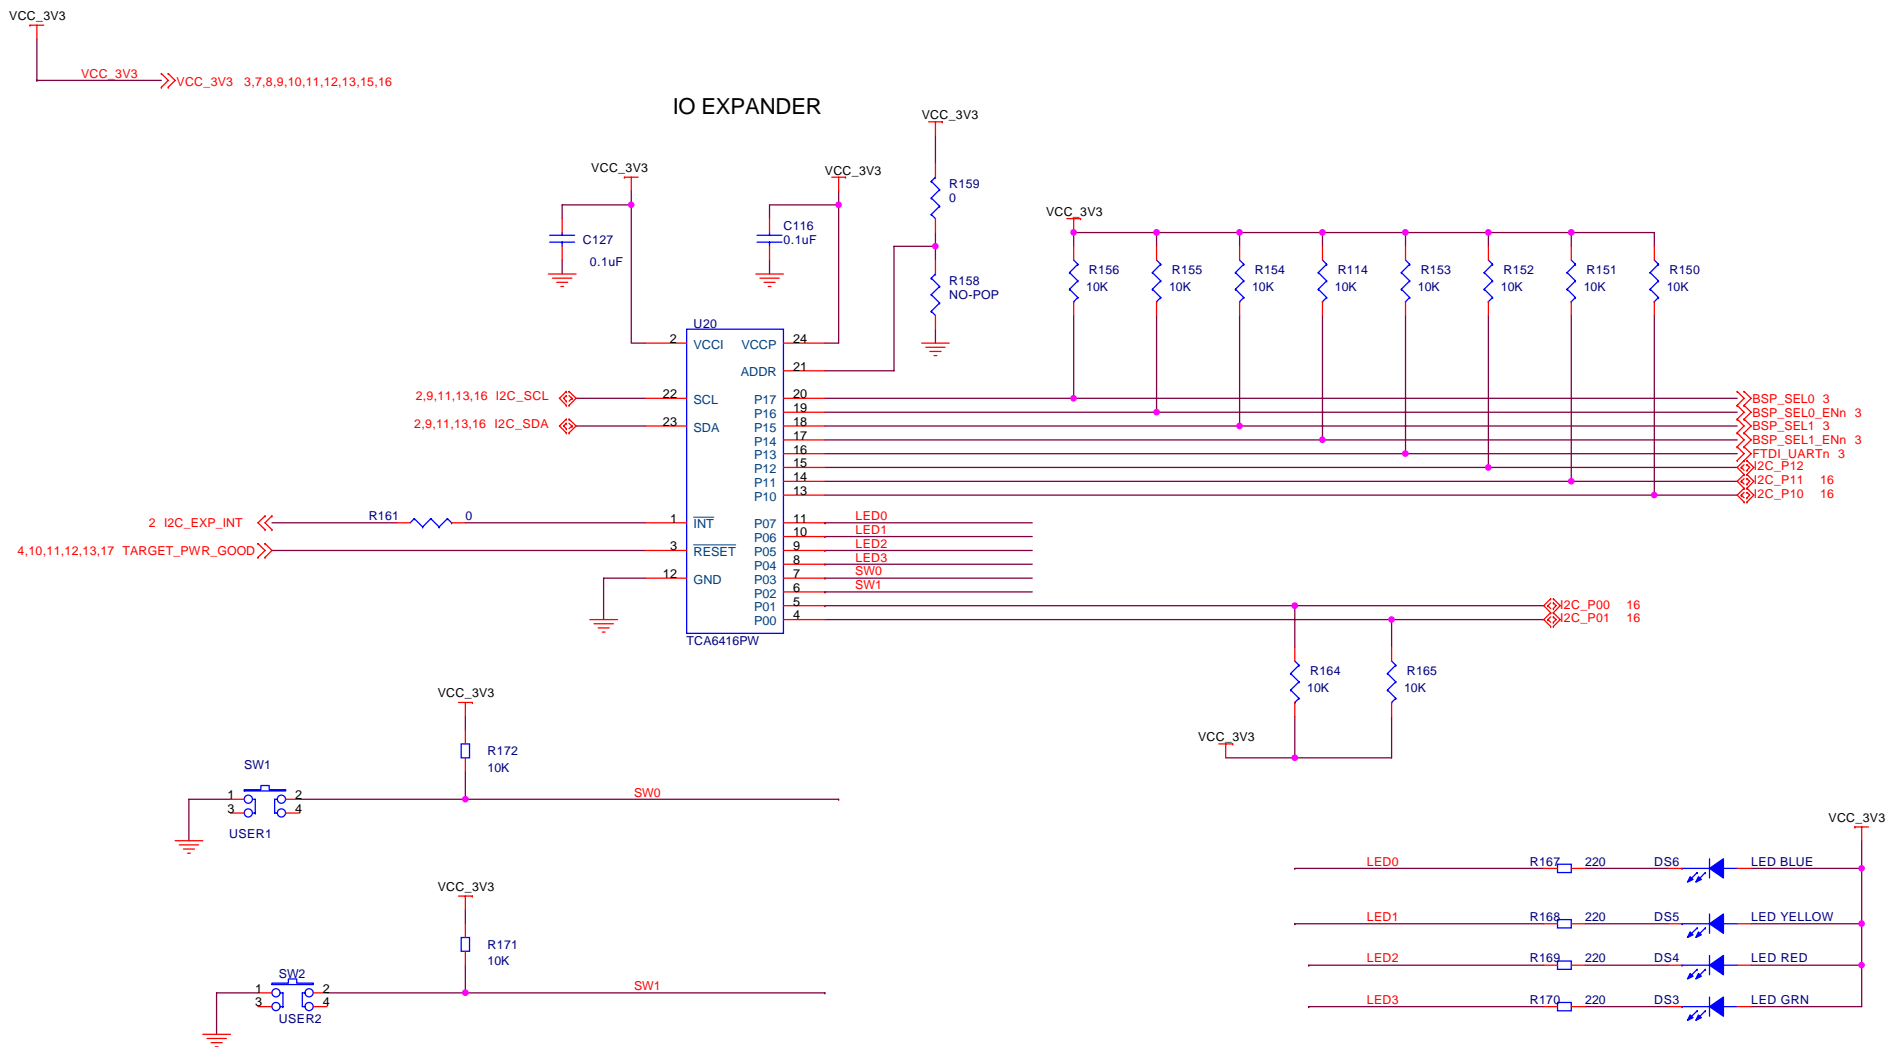 VCC_3V3
VCC_3V3
VCC_3V3 3,7,8,9,10,11,12,13,15,16
IO EXPANDER
VCC_3V3
VCC_3V3
VCC_3V3
R159
0
C127
0.1uF
C116
0.1uF
R158
NO-POP
VCC_3V3
R156
10K
R155
10K
R154
10K
R114
10K
R153
10K
R152
10K
R151
10K
R150
10K
U20
2 VCCI VCCP 24
ADDR 21
2,9,11,13,16 I2C_SCL 22 SCL P17 20 BSP_SEL0 3
P16 19 BSP_SEL0_ENn 3
2,9,11,13,16 I2C_SDA 23 SDA P15 18 BSP_SEL1 3
P14 17 BSP_SEL1_ENn 3
P13 16 FTDI_UARTn 3
P12 15 I2C_P12
P11 14 I2C_P11 16
P10 13 I2C_P10 16
2 I2C_EXP_INT R161 0 1 INT P07 11 LED0
P06 10 LED1
4,10,11,12,13,17 TARGET_PWR_GOOD 3 RESET P05 9 LED2
P04 8 LED3
12 GND P03 7 SW0
P02 6 SW1
P01 5 I2C_P00 16
P00 4 I2C_P01 16
TCA6416PW
R164
10K
R165
10K
VCC_3V3
VCC_3V3
R172
10K
SW1
1 2
3 4
USER1
SW0
VCC_3V3
R171
10K
SW2
1 2
3 4
USER2
SW1
VCC_3V3
LED0 R167 220 DS6 LED BLUE
LED1 R168 220 DS5 LED YELLOW
LED2 R169 220 DS4 LED RED
LED3 R170 220 DS3 LED GRN